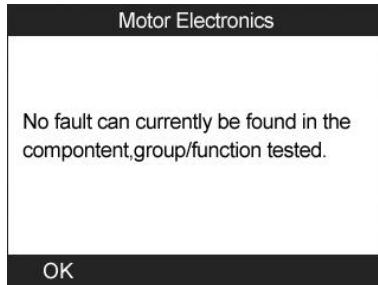 Motor Electronics
No fault can currently be found in the
compontent,group/function tested.
OK